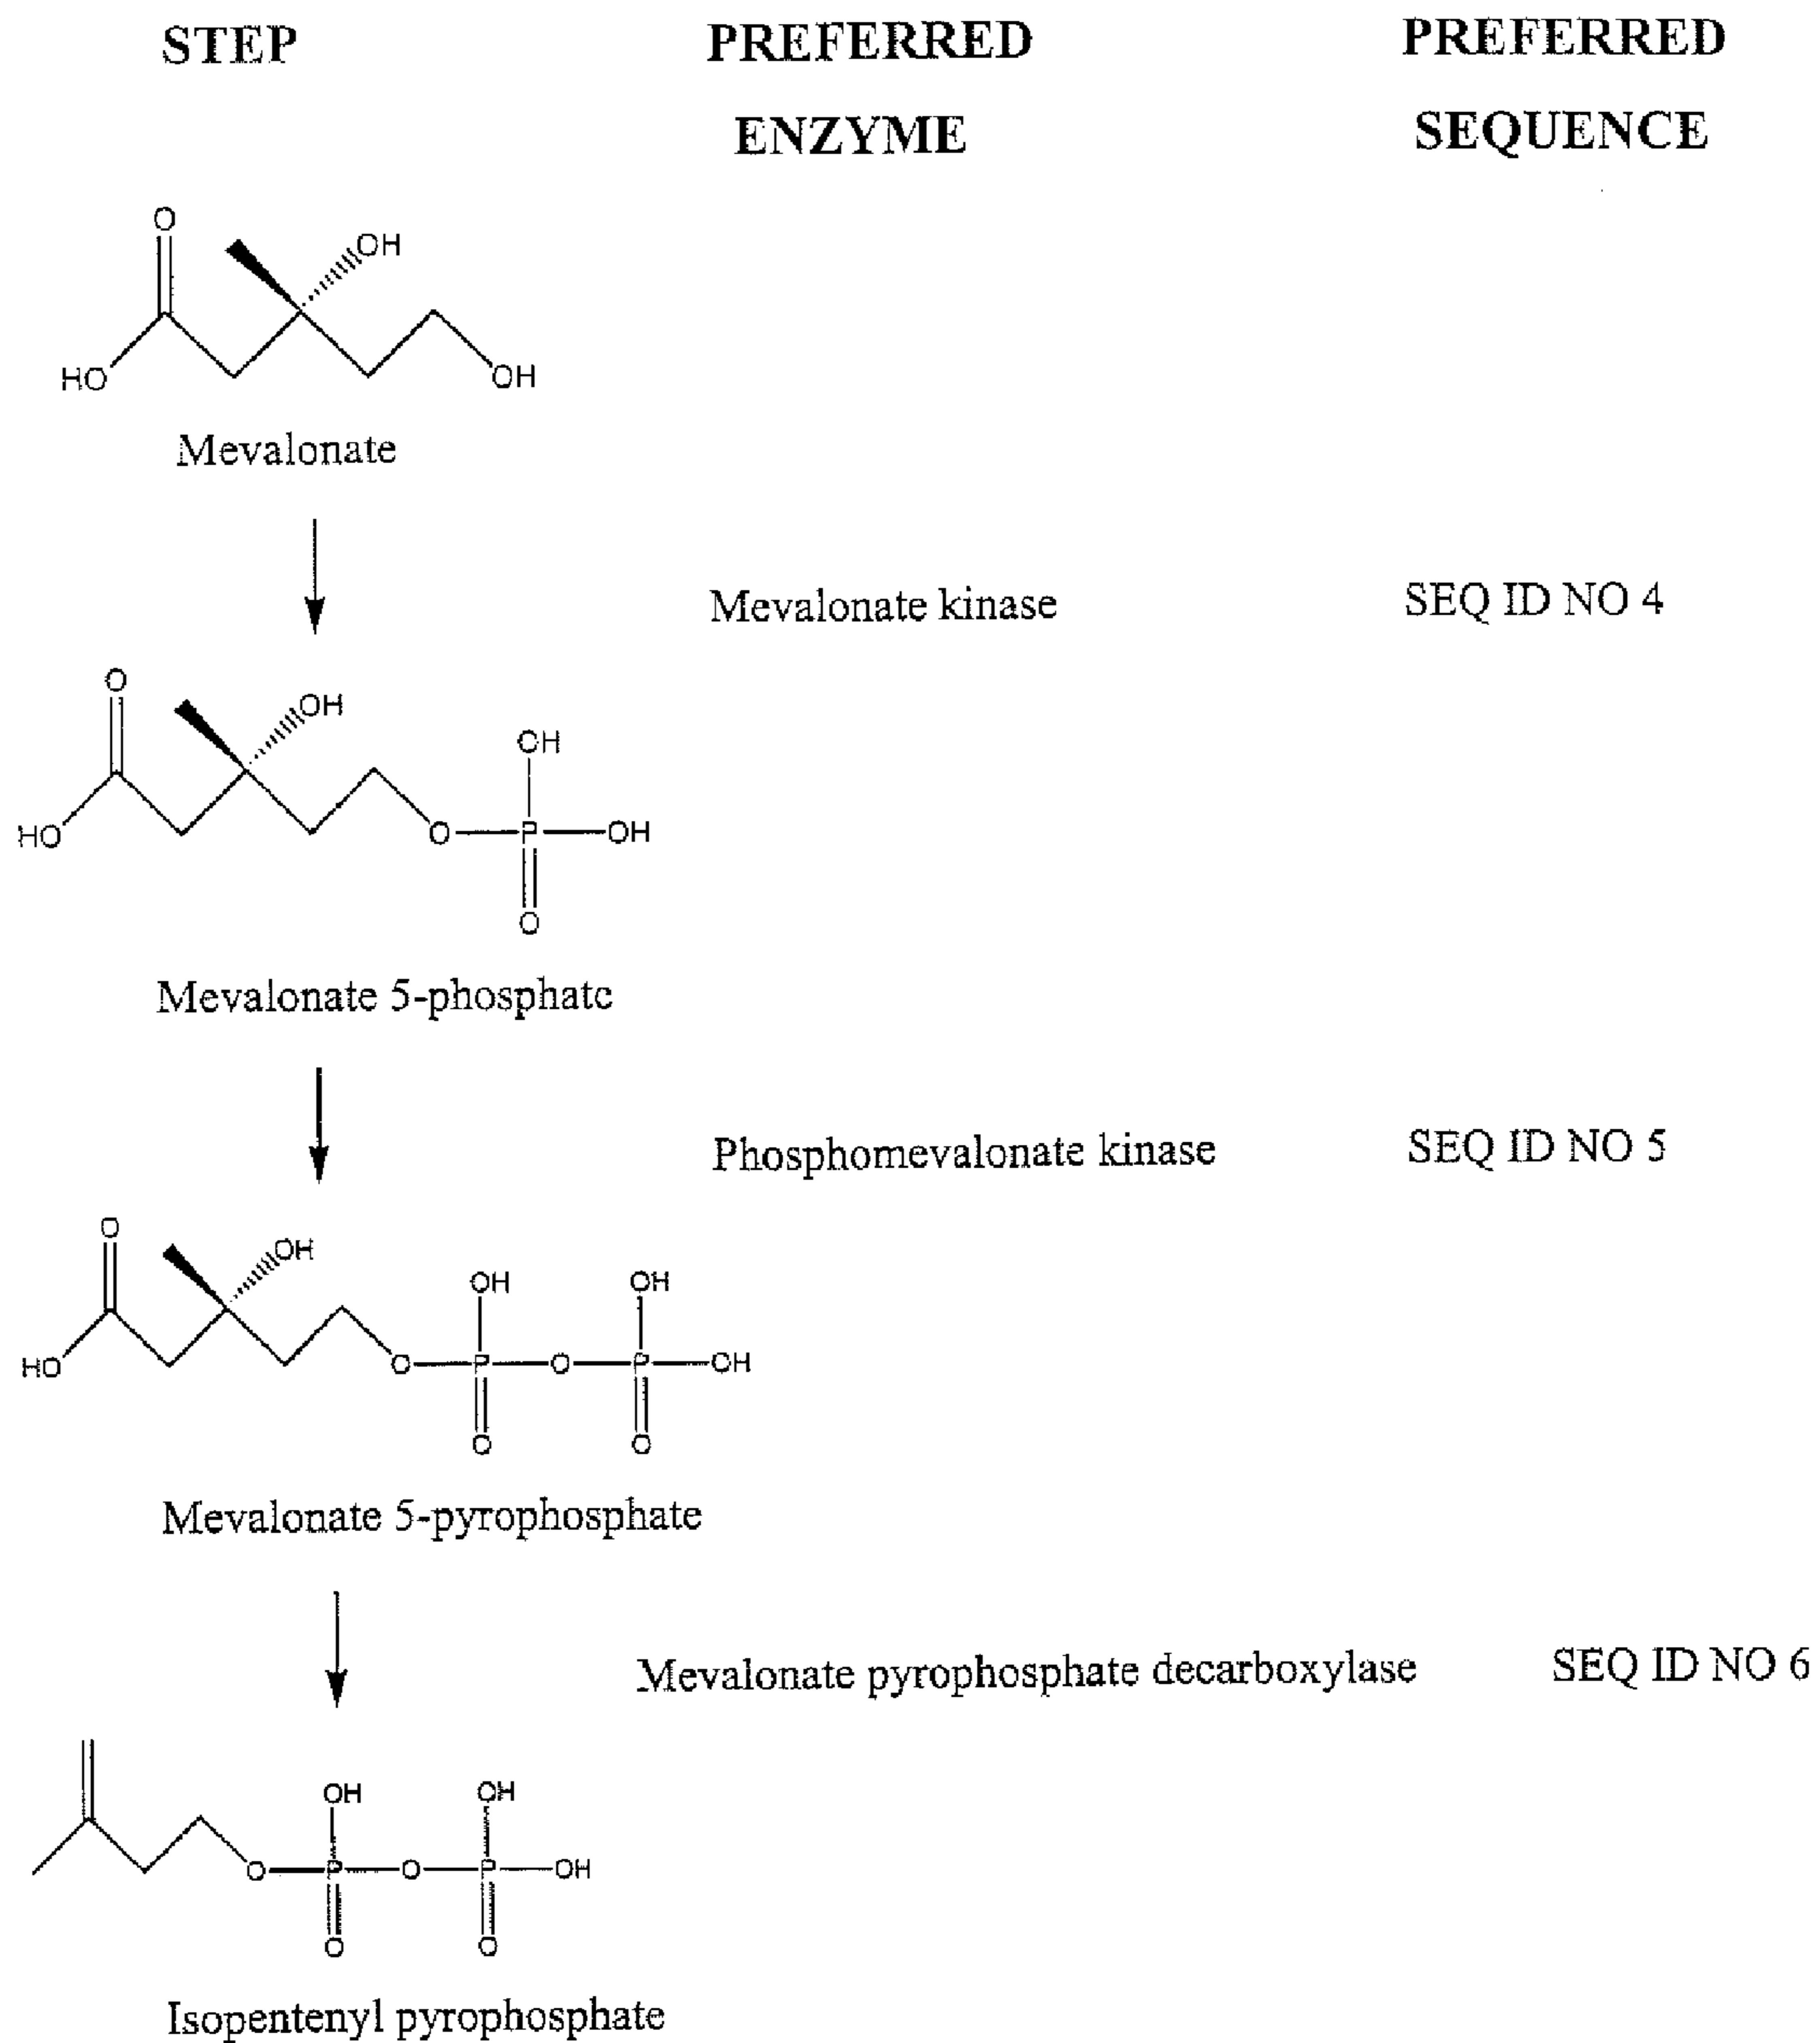 STEP PREFERRED PREFERRED
ENZYME SEQUENCE
O
OH
HO OH
Mevalonate
Mevalonate kinase SEQ ID NO 4
O
OH
OH
HO O P OH
O
Mevalonate 5-phosphate
Phosphomevalonate kinase SEQ ID NO 5
O
OH
OH OH
HO O P O P OH
O O
Mevalonate 5-pyrophosphate
Mevalonate pyrophosphate decarboxylase SEQ ID NO 6
OH OH
O P O P OH
O O
Isopentenyl pyrophosphate